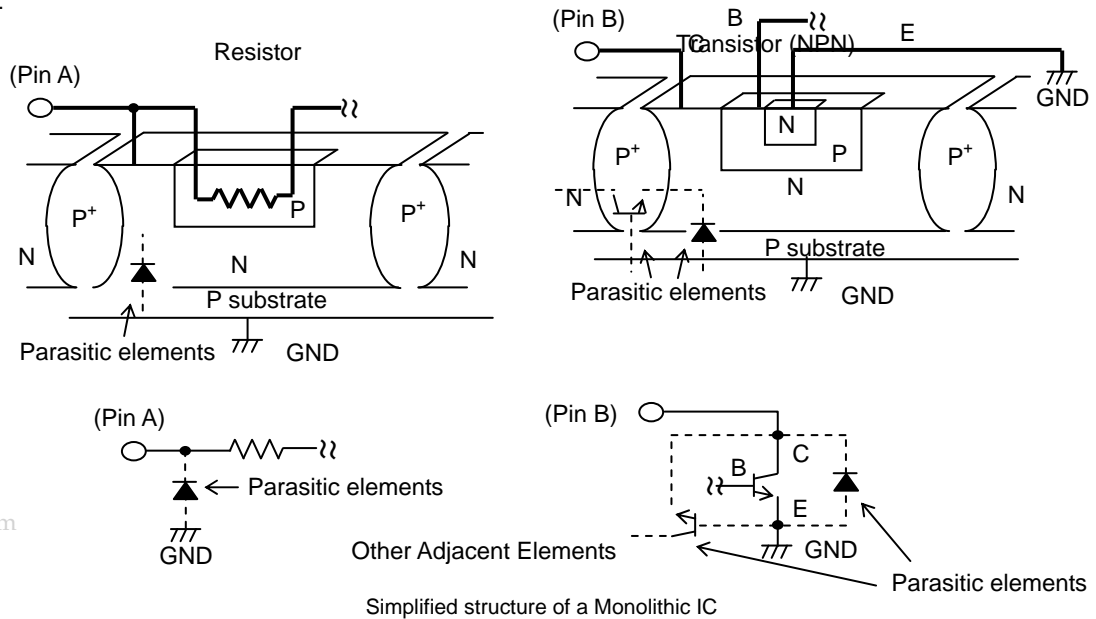 Resistor
(Pin A)
P
P+
P+
N
N
N
P substrate
Parasitic elements
GND
(Pin B)
B
Transistor (NPN)
C
E
GND
N
P+
P
P+
N
N
N
P substrate
Parasitic elements
GND
(Pin A)
Parasitic elements
GND
(Pin B)
C
B
E
GND
Other Adjacent Elements
Parasitic elements
m
Simplified structure of a Monolithic IC